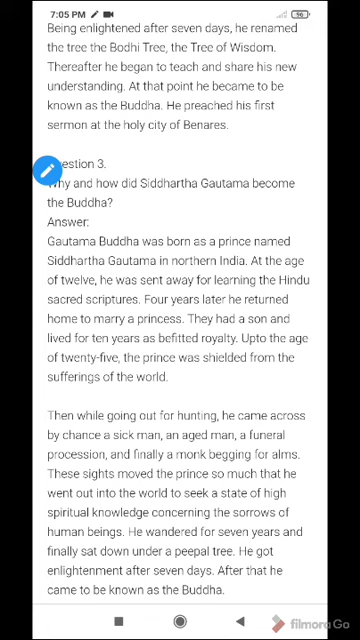 7:05 PM
96
Being enlightened after seven days, he renamed
the tree the Bodhi Tree, the Tree of Wisdom.
Thereafter he began to teach and share his new
understanding. At that point he became to be
known as the Buddha. He preached his first
sermon at the holy city of Benares.
estion 3.
Why and how did Siddhartha Gautama become
the Buddha?
Answer:
Gautama Buddha was born as a prince named
Siddhartha Gautama in northern India. At the age
of twelve, he was sent away for learning the Hindu
sacred scriptures. Four years later he returned
home to marry a princess. They had a son and
lived for ten years as befitted royalty. Upto the age
of twenty-five, the prince was shielded from the
sufferings of the world.
Then while going out for hunting, he came across
by chance a sick man, an aged man, a funeral
procession, and finally a monk begging for alms.
These sights moved the prince so much that he
went out into the world to seek a state of high
spiritual knowledge concerning the sorrows of
human beings. He wandered for seven years and
finally sat down under a peepal tree. He got
enlightenment after seven days. After that he
came to be known as the Buddha.
filmora Go